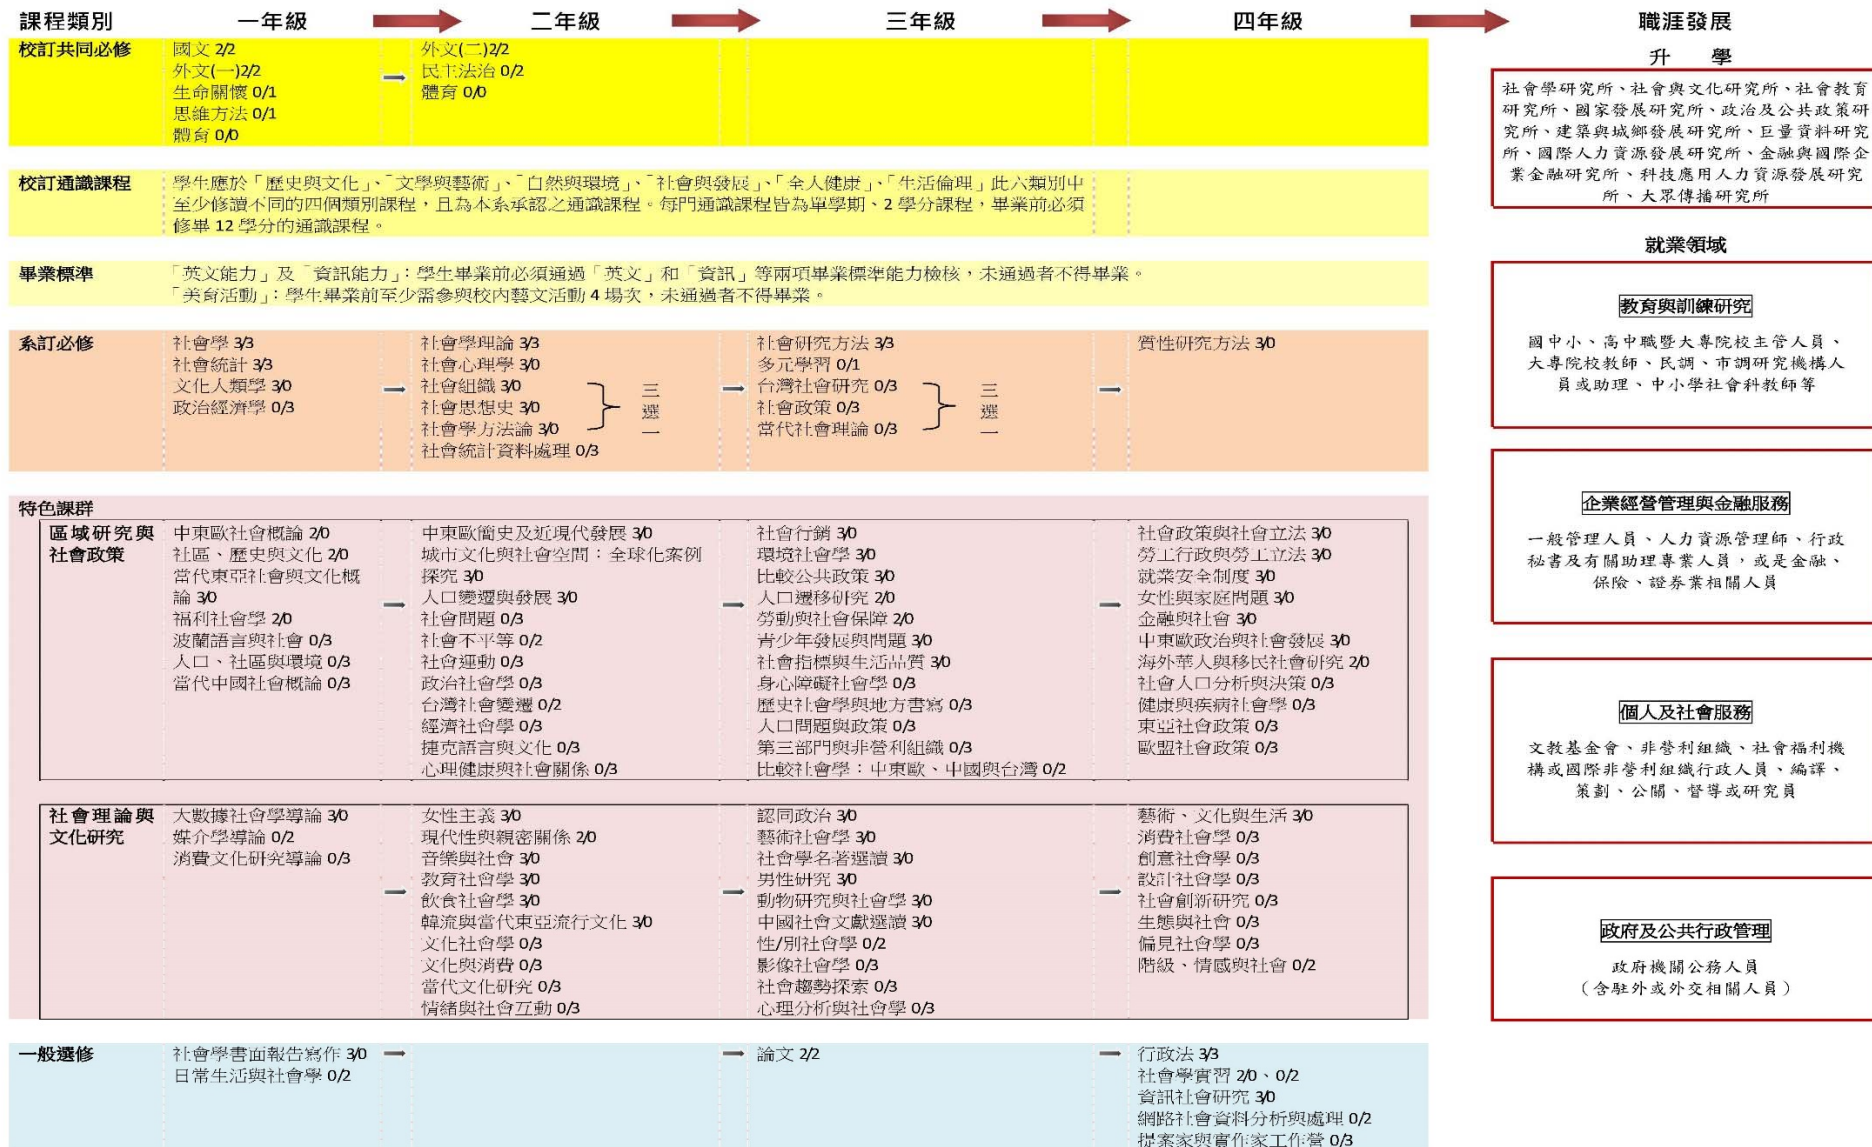 課程類別
一年級
二年級
三年級
四年級
職涯發展
校訂共同必修
國文 2/2
外文(一)2/2
生命關懷 0/1
思維方法 0/1
體育 0/0
外文(二)2/2
民主法治 0/2
體育 0/0
校訂通識課程
學生應於「歷史與文化」、「文學與藝術」、「自然與環境」、「社會與發展」、「全人健康」、「生活倫理」此六類別中
至少修讀不同的四個類別課程，且為本系承認之通識課程。每門通識課程皆為單學期、2 學分課程，畢業前必須
修畢 12 學分的通識課程。
畢業標準
「英文能力」及「資訊能力」：學生畢業前必須通過「英文」和「資訊」等兩項畢業標準能力檢核，未通過者不得畢業。
「美育活動」：學生畢業前至少需參與校內藝文活動 4 場次，未通過者不得畢業。
系訂必修
社會學 3/3
社會統計 3/3
文化人類學 3/0
政治經濟學 0/3
社會學理論 3/3
社會心理學 3/0
社會組織 3/0
社會思想史 3/0
社會學方法論 3/0
社會統計資料處理 0/3
三
選
一
社會研究方法 3/3
多元學習 0/1
台灣社會研究 0/3
社會政策 0/3
當代社會理論 0/3
三
選
一
質性研究方法 3/0
特色課群
區域研究與
社會政策
中東歐社會概論 2/0
社區、歷史與文化 2/0
當代東亞社會與文化概
論 3/0
福利社會學 2/0
波蘭語言與社會 0/3
人口、社區與環境 0/3
當代中國社會概論 0/3
中東歐簡史及近現代發展 3/0
城市文化與社會空間：全球化案例
探究 3/0
人口變遷與發展 3/0
社會問題 0/3
社會不平等 0/2
社會運動 0/3
政治社會學 0/3
台灣社會變遷 0/2
經濟社會學 0/3
捷克語言與文化 0/3
心理健康與社會關係 0/3
社會行銷 3/0
環境社會學 3/0
比較公共政策 3/0
人口遷移研究 2/0
勞動與社會保障 2/0
青少年發展與問題 3/0
社會指標與生活品質 3/0
身心障礙社會學 0/3
歷史社會學與地方書寫 0/3
人口問題與政策 0/3
第三部門與非營利組織 0/3
比較社會學：中東歐、中國與台灣 0/2
社會政策與社會立法 3/0
勞工行政與勞工立法 3/0
就業安全制度 3/0
女性與家庭問題 3/0
金融與社會 3/0
中東歐政治與社會發展 3/0
海外華人與移民社會研究 2/0
社會人口分析與決策 0/3
健康與疾病社會學 0/3
東亞社會政策 0/3
歐盟社會政策 0/3
社會理論與
文化研究
大數據社會學導論 3/0
媒介學導論 0/2
消費文化研究導論 0/3
女性主義 3/0
現代性與親密關係 2/0
音樂與社會 3/0
教育社會學 3/0
飲食社會學 3/0
韓流與當代東亞流行文化 3/0
文化社會學 0/3
文化與消費 0/3
當代文化研究 0/3
情緒與社會互動 0/3
認同政治 3/0
藝術社會學 3/0
社會學名著選讀 3/0
男性研究 3/0
動物研究與社會學 3/0
中國社會文獻選讀 3/0
性/別社會學 0/2
影像社會學 0/3
社會趨勢探索 0/3
心理分析與社會學 0/3
藝術、文化與生活 3/0
消費社會學 0/3
創意社會學 0/3
設計社會學 0/3
社會創新研究 0/3
生態與社會 0/3
偏見社會學 0/3
階級、情感與社會 0/2
一般選修
社會學書面報告寫作 3/0
日常生活與社會學 0/2
論文 2/2
行政法 3/3
社會學實習 2/0、0/2
資訊社會研究 3/0
網路社會資料分析與處理 0/2
提案家與實作家工作營 0/3
升 學
社會學研究所、社會與文化研究所、社會教育
研究所、國家發展研究所、政治及公共政策研
究所、建築與城鄉發展研究所、巨量資料研究
所、國際人力資源發展研究所、金融與國際企
業金融研究所、科技應用人力資源發展研究
所、大眾傳播研究所
就業領域
教育與訓練研究
國中小、高中職暨大專院校主管人員、
大專院校教師、民調、市調研究機構人
員或助理、中小學社會科教師等
企業經營管理與金融服務
一般管理人員、人力資源管理師、行政
秘書及有關助理專業人員，或是金融、
保險、證券業相關人員
個人及社會服務
文教基金會、非營利組織、社會福利機
構或國際非營利組織行政人員、編譯、
策劃、公關、督導或研究員
政府及公共行政管理
政府機關公務人員
（含駐外或外交相關人員）